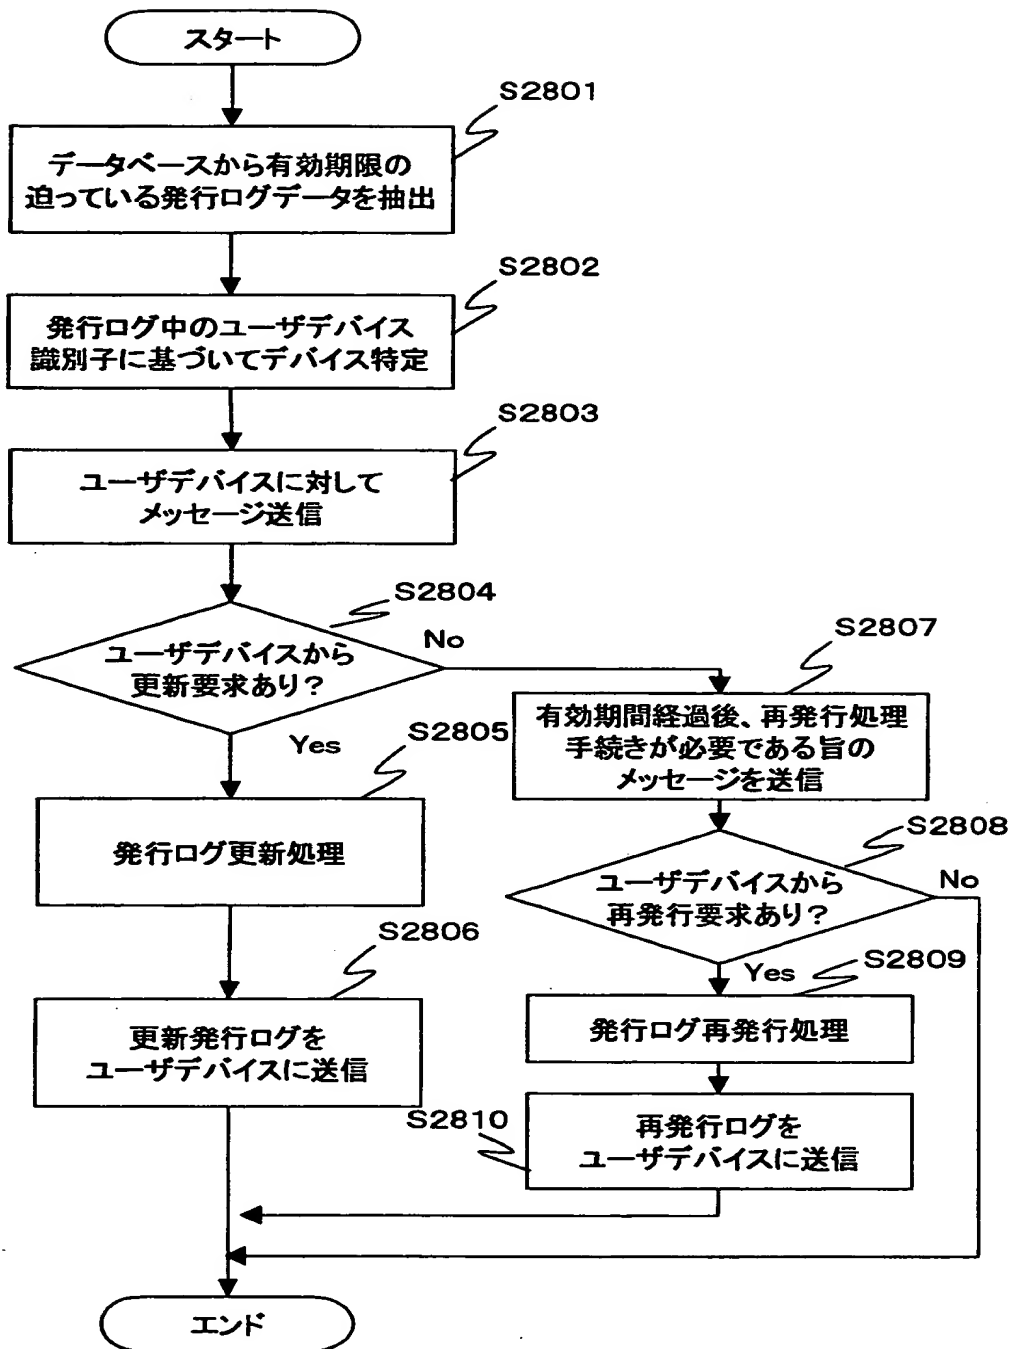 スタート
S2801
データベースから有効期限の
迫っている発行ログデータを抽出
S2802
発行ログ中のユーザデバイス
識別子に基づいてデバイス特定
S2803
ユーザデバイスに対して
メッセージ送信
S2804
ユーザデバイスから
更新要求あり?
No
Yes
S2805
発行ログ更新処理
S2806
更新発行ログを
ユーザデバイスに送信
S2807
有効期間経過後、再発行処理
手続きが必要である旨の
メッセージを送信
S2808
ユーザデバイスから
再発行要求あり?
No
Yes
S2809
発行ログ再発行処理
S2810
再発行ログを
ユーザデバイスに送信
エンド